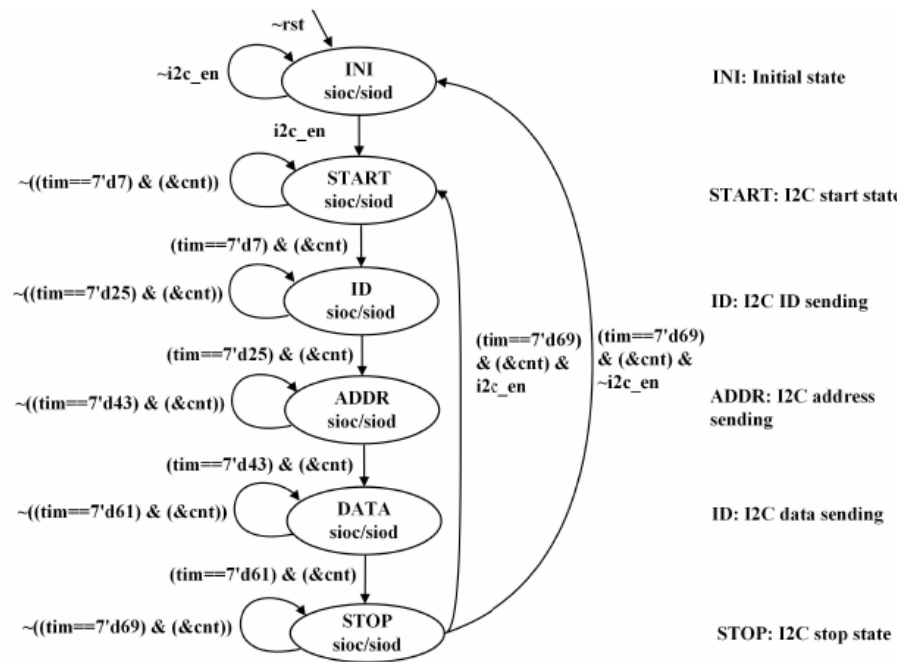 ~rst
~i2c_en
INI
sioc/siod
INI: Initial state
i2c_en
~((tim==7'd7) & (&cnt))
START
sioc/siod
START: I2C start state
(tim==7'd7) & (&cnt)
~((tim==7'd25) & (&cnt))
ID
sioc/siod
ID: I2C ID sending
(tim==7'd25) & (&cnt)
(tim==7'd69)
& (&cnt) &
i2c_en
(tim==7'd69)
& (&cnt) &
~i2c_en
~((tim==7'd43) & (&cnt))
ADDR
sioc/siod
ADDR: I2C address
sending
(tim==7'd43) & (&cnt)
~((tim==7'd61) & (&cnt))
DATA
sioc/siod
ID: I2C data sending
(tim==7'd61) & (&cnt)
~((tim==7'd69) & (&cnt))
STOP
sioc/siod
STOP: I2C stop state